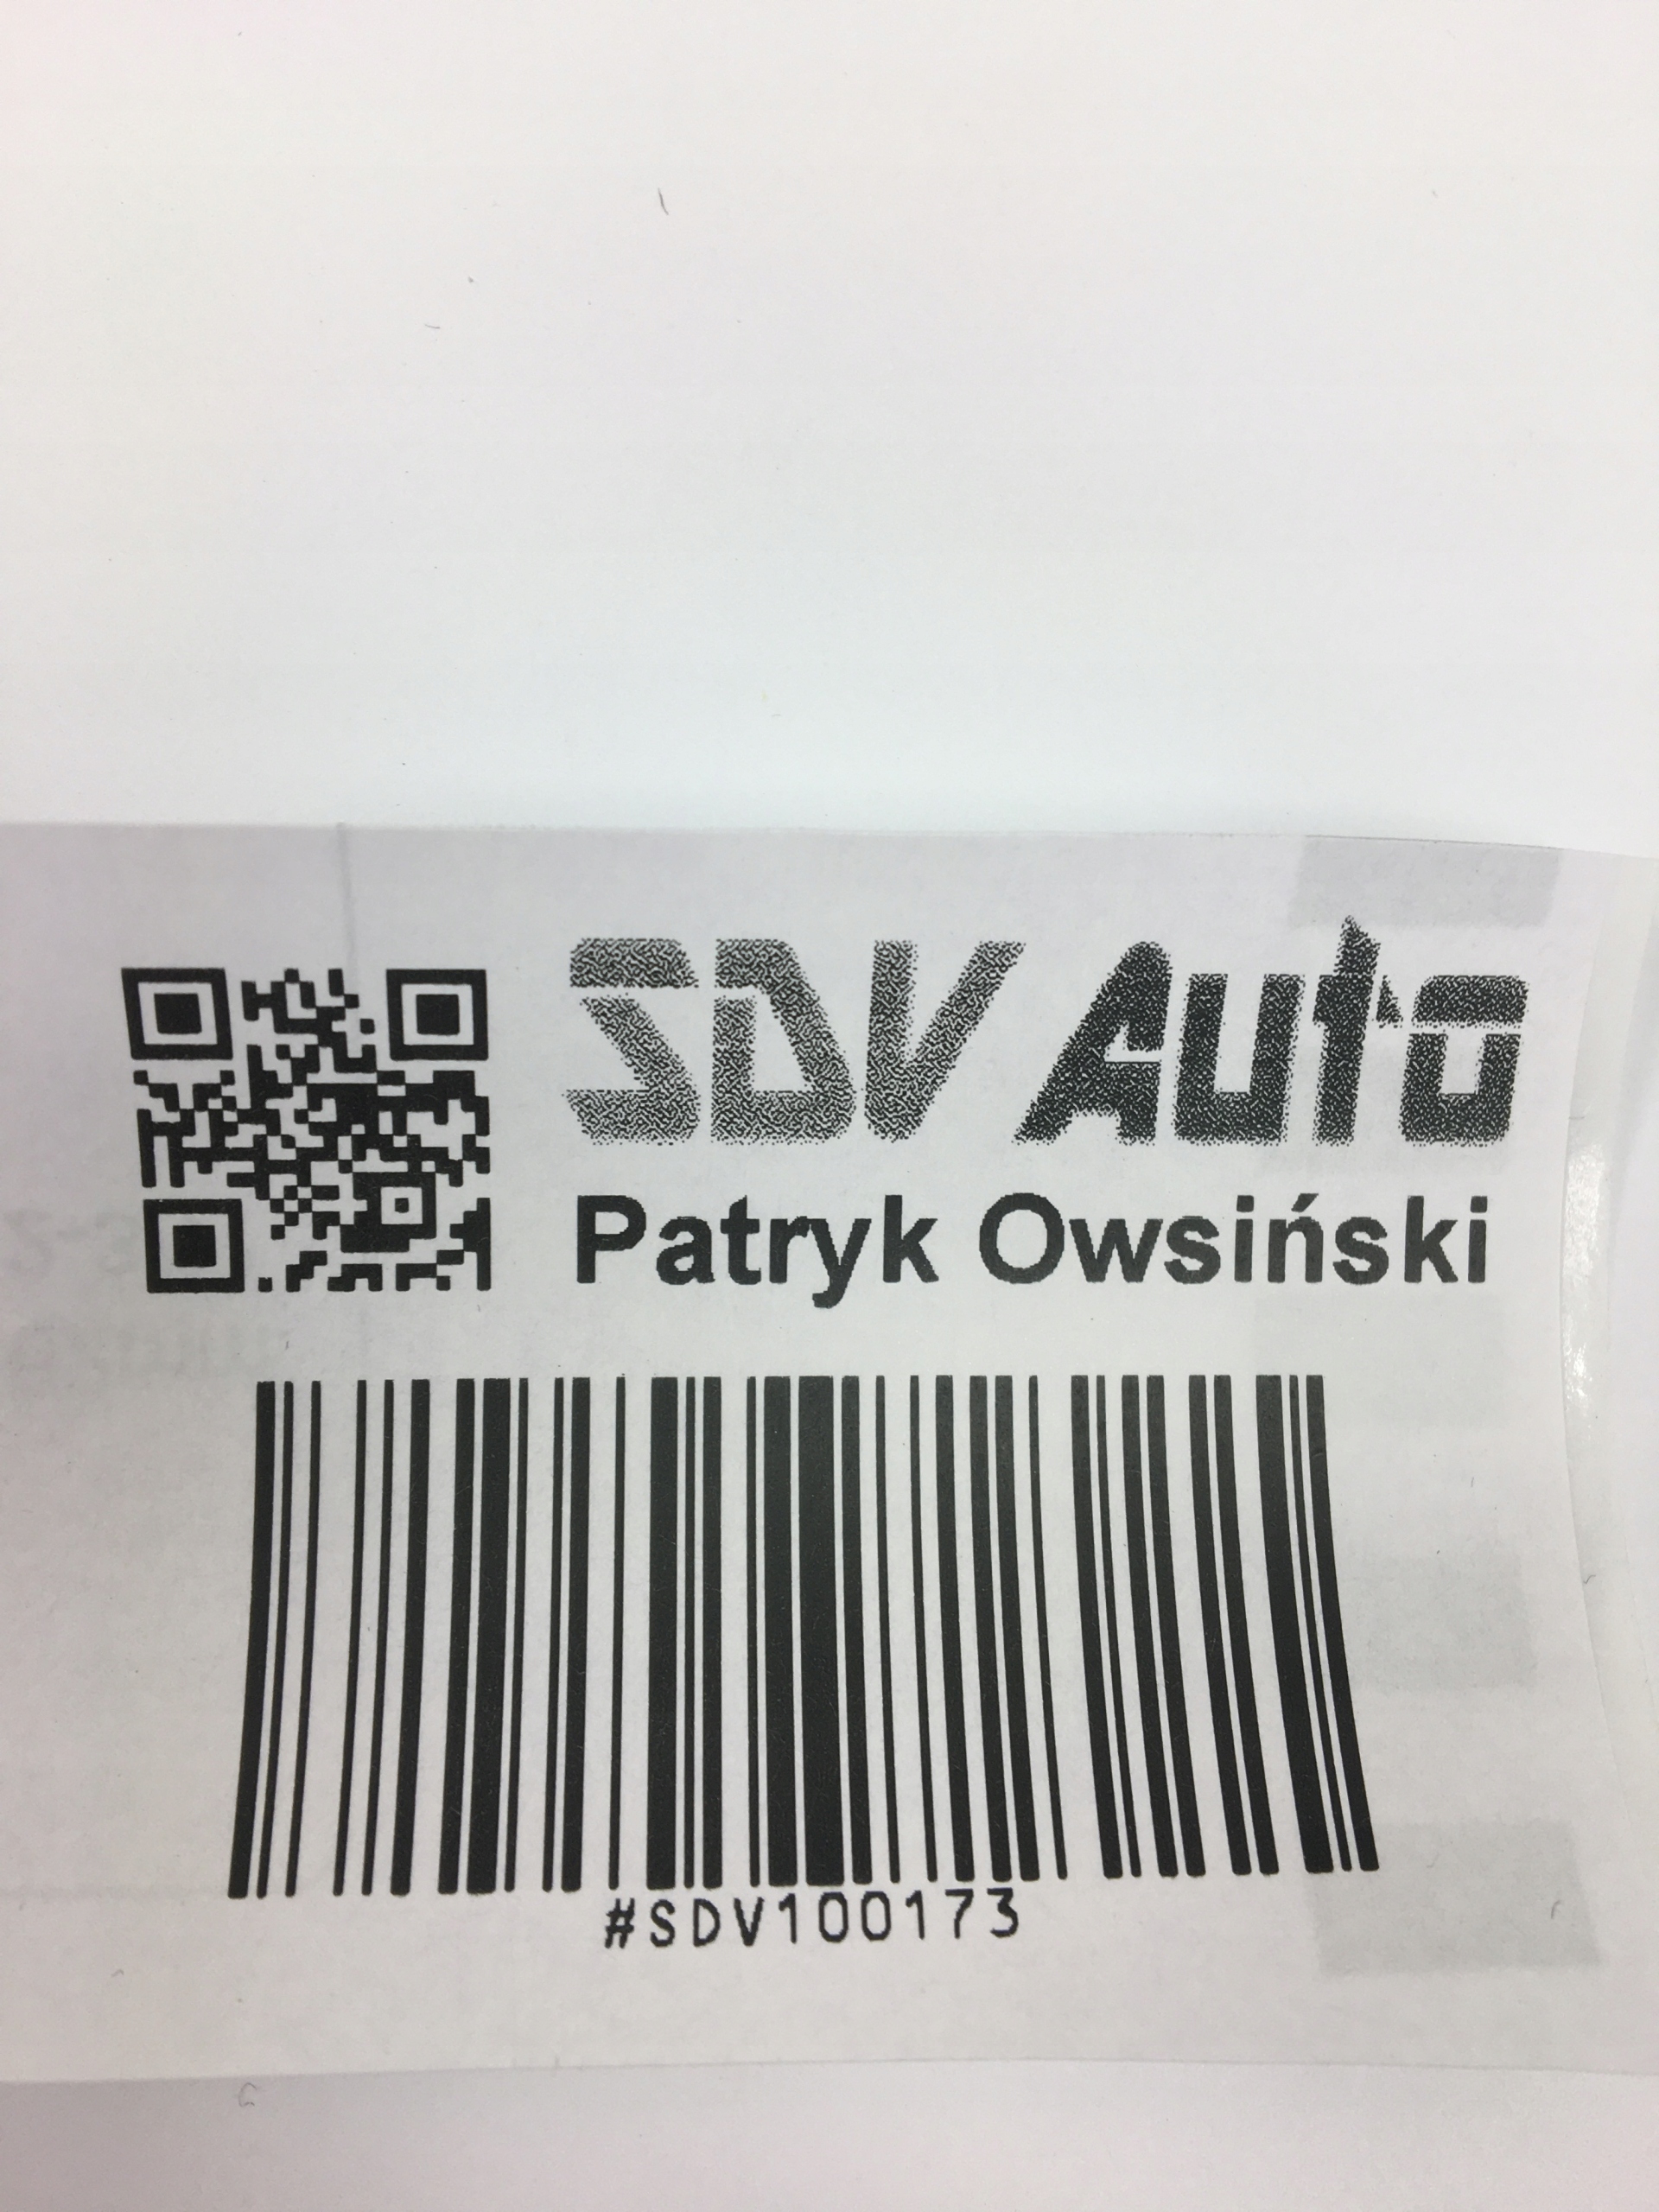 SDV Auto
Patryk Owsiński
#SDV100173